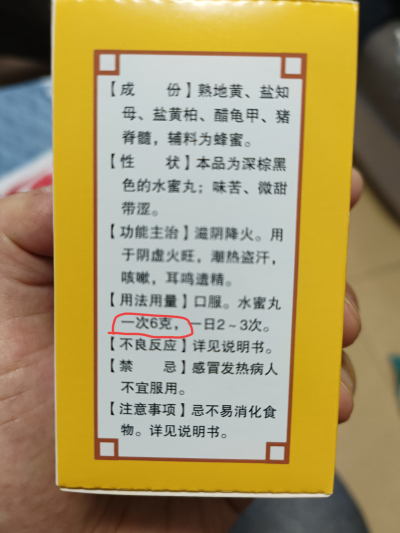 【成　　份】熟地黄、盐知
母、盐黄柏、醋龟甲、猪
脊髓，辅料为蜂蜜。
【性　　状】本品为深棕黑
色的水蜜丸；味苦、微甜
带涩。
【功能主治】滋阴降火。用
于阴虚火旺，潮热盗汗，
咳嗽，耳鸣遗精。
【用法用量】口服。水蜜丸
一次6克，一日2～3次。
【不良反应】详见说明书。
【禁　　忌】感冒发热病人
不宜服用。
【注意事项】忌不易消化食
物。详见说明书。